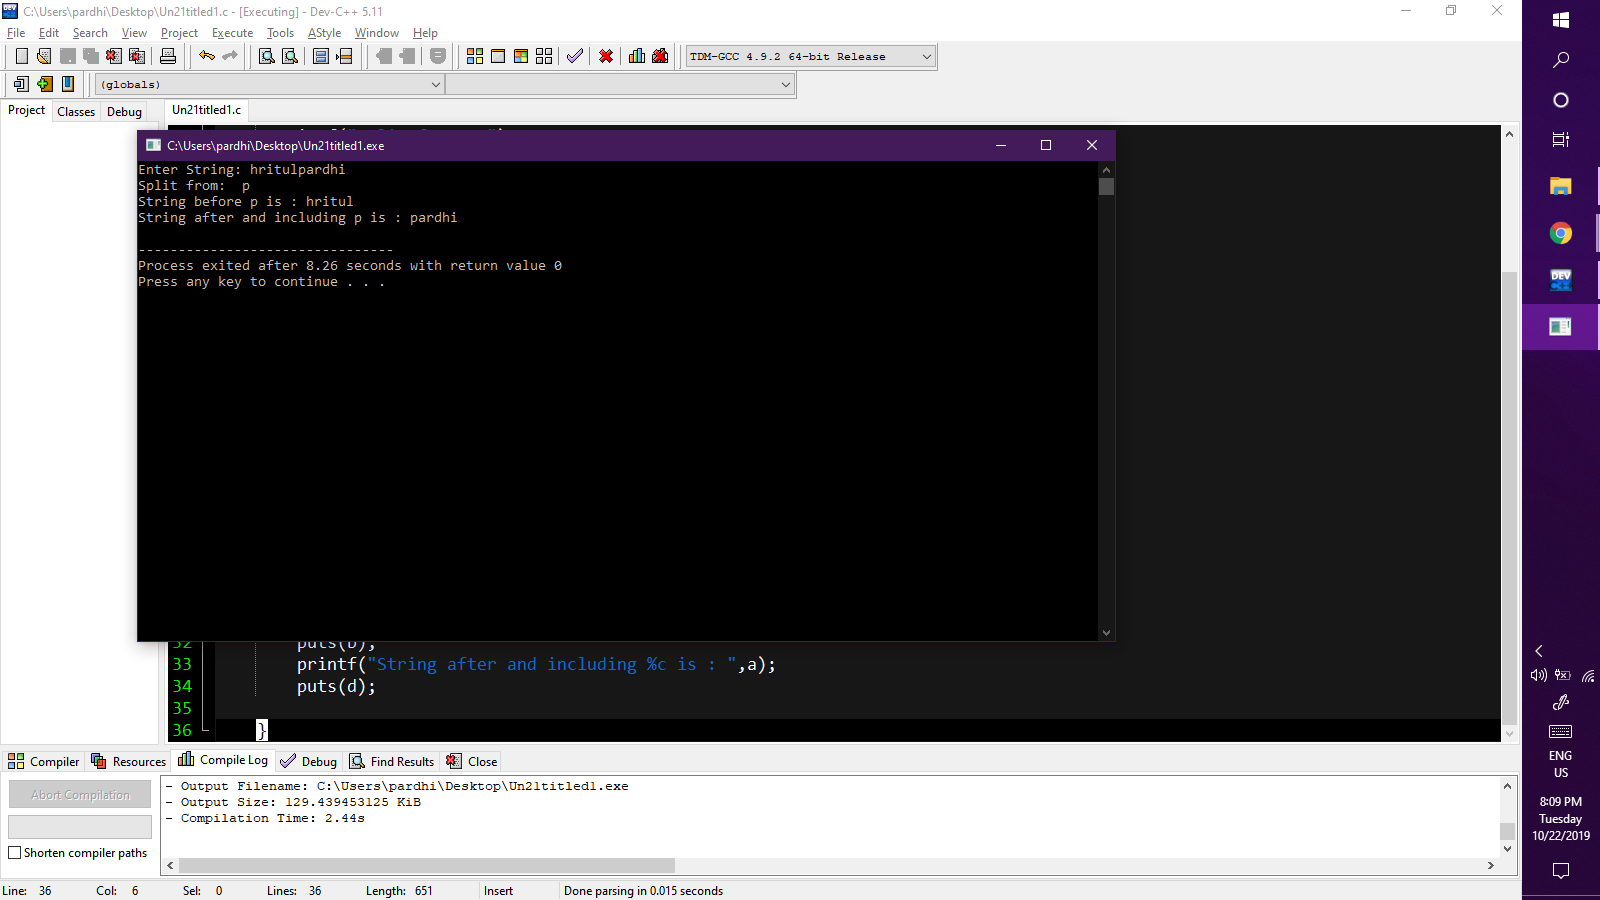 C:\Users\pardhi\Desktop\Un21titled1.c - [Executing] - Dev-C++ 5.11
File Edit Search View Project Execute Tools AStyle Window Help
TDM-GCC 4.9.2 64-bit Release
(globals)
Project Classes Debug
Un21titled1.c
C:\Users\pardhi\Desktop\Un21titled1.exe
Enter String: hritulpardhi
Split from:  p
String before p is : hritul
String after and including p is : pardhi
--------------------------------
Process exited after 8.26 seconds with return value 0
Press any key to continue . . .
32 puts(b);
33 printf("String after and including %c is : ",a);
34 puts(d);
35
36 }
Compiler Resources Compile Log Debug Find Results Close
Abort Compilation
Shorten compiler paths
- Output Filename: C:\Users\pardhi\Desktop\Un21titled1.exe
- Output Size: 129.439453125 KiB
- Compilation Time: 2.44s
Line: 36 Col: 6 Sel: 0 Lines: 36 Length: 651 Insert Done parsing in 0.015 seconds
DEV C++
ENG
US
8:09 PM
Tuesday
10/22/2019